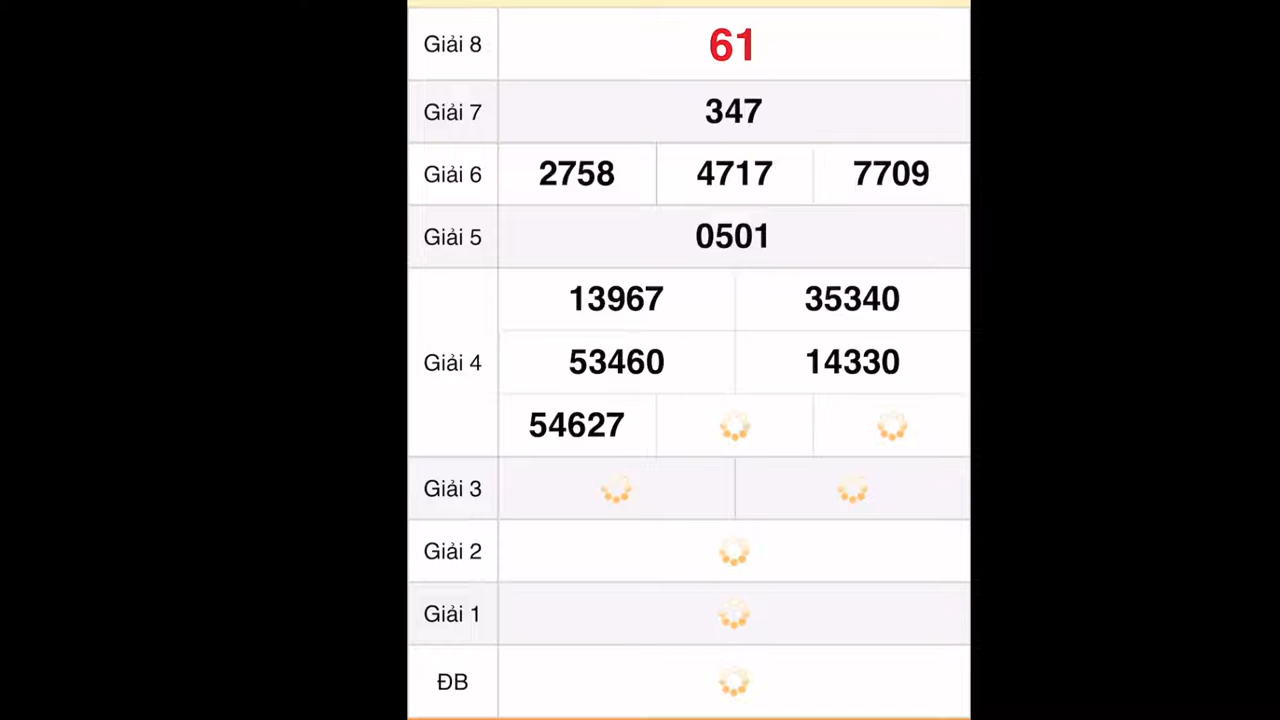 Giải 8 61
Giải 7 347
Giải 6 2758 4717 7709
Giải 5 0501
13967 35340
Giải 4 53460 14330
54627
Giải 3
Giải 2
Giải 1
ĐB